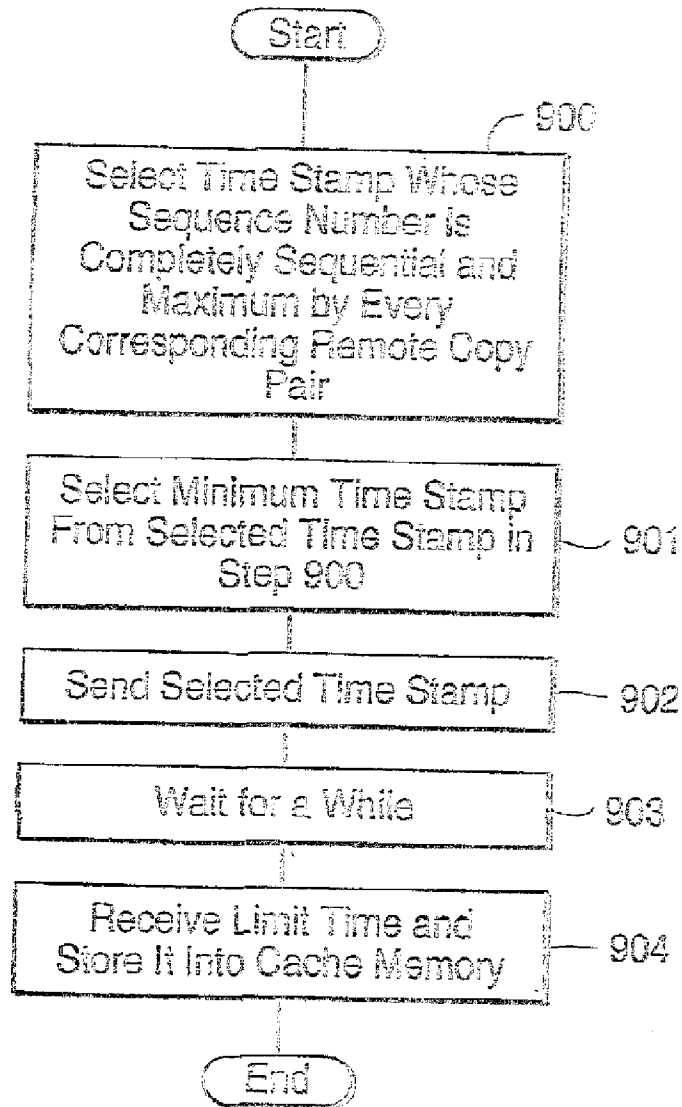 Start
900
Select Time Stamp Whose
Sequence Number is
Completely Sequential and
Maximum by Every
Corresponding Remote Copy
Pair
Select Minimum Time Stamp
From Selected Time Stamp in
Step 900
901
Send Selected Time Stamp
902
Wait for a While
903
Receive Limit Time and
Store It Into Cache Memory
904
End